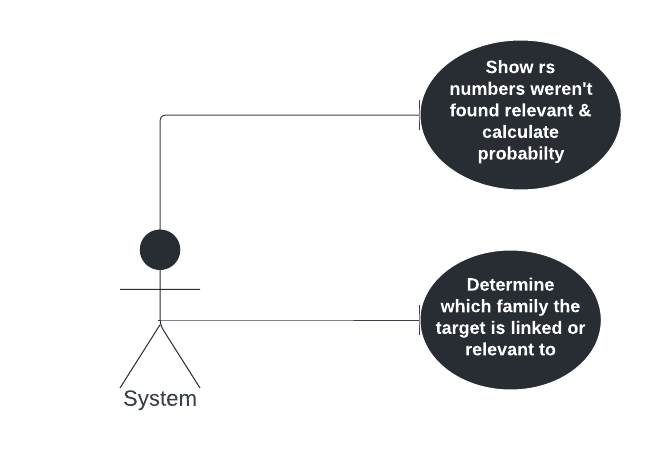 Show rs
numbers weren't
found relevant &
calculate
probabilty
Determine
which family the
target is linked or
relevant to
System